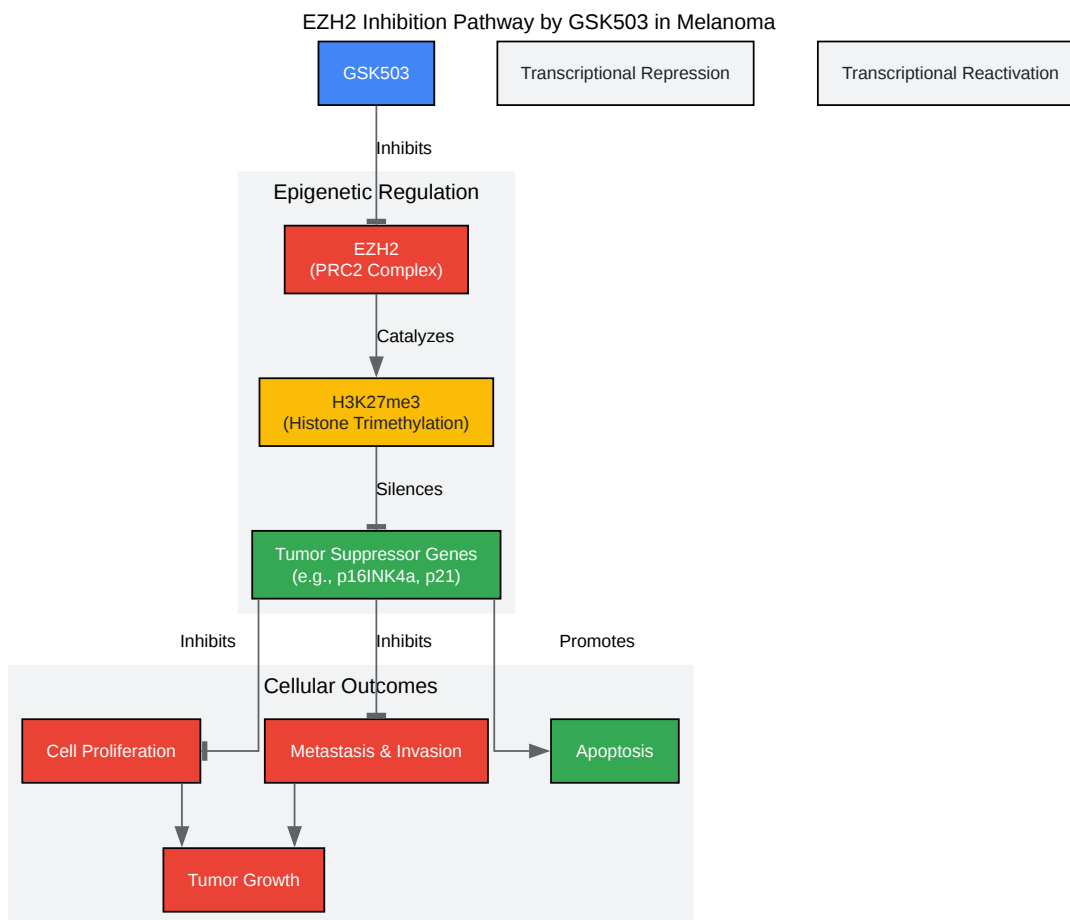 EZH2 Inhibition Pathway by GSK503 in Melanoma
GSK503
Transcriptional Repression
Transcriptional Reactivation
Inhibits
Epigenetic Regulation
EZH2
(PRC2 Complex)
Catalyzes
H3K27me3
(Histone Trimethylation)
Silences
Tumor Suppressor Genes
(e.g., p16INK4a, p21)
Inhibits
Inhibits
Promotes
Cellular Outcomes
Cell Proliferation
Metastasis & Invasion
Apoptosis
Tumor Growth